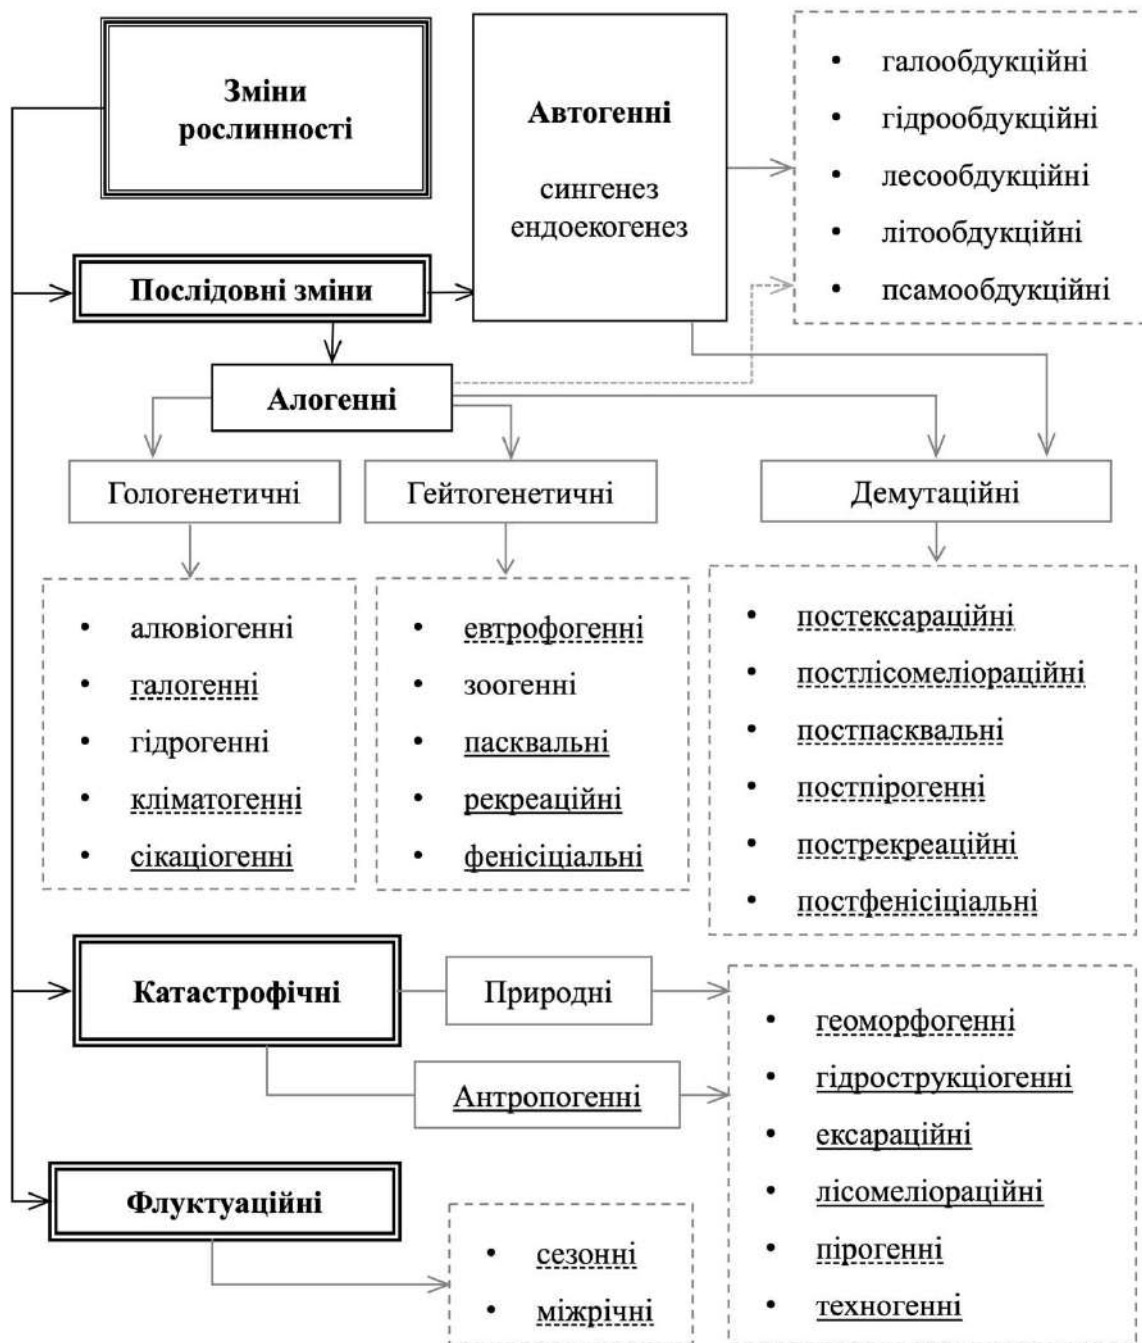 Зміни
рослинності
Автогенні
сингенез
ендоекогенез
• галообдукційні
• гідрообдукційні
• лесообдукційні
• літообдукційні
• псамообдукційні
Послідовні зміни
Алогенні
Гологенетичні
Гейтогенетичні
Демутаційні
• алювіогенні
• галогенні
• гідрогенні
• кліматогенні
• сікаціогенні
• евтрофогенні
• зоогенні
• пасквальні
• рекреаційні
• фенісіціальні
• постексараційні
• постлісомеліораційні
• постпасквальні
• постпірогенні
• пострекреаційні
• постфенісіціальні
Катастрофічні
Природні
Антропогенні
• геоморфогенні
• гідрострукціогенні
• ексараційні
• лісомеліораційні
• пірогенні
• техногенні
Флуктуаційні
• сезонні
• міжрічні